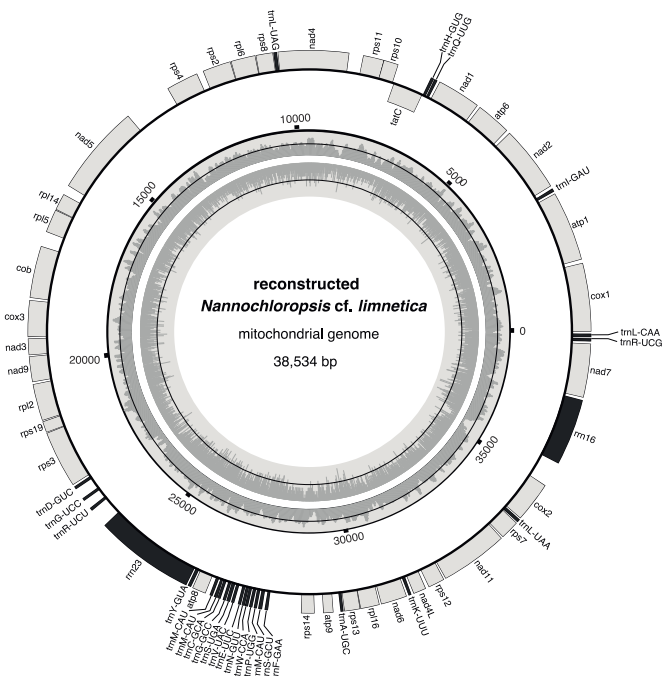 reconstructed
Nannochloropsis cf. limnetica
mitochondrial genome
38,534 bp
0
5000
10000
15000
20000
25000
30000
35000
cox1
atp1
trnI-GAU
nad2
atp6
nad1
trnQ-UUG
trnH-GUG
tatC
rps10
rps11
nad4
trnL-UAG
rps8
rpl6
rps2
rps4
nad5
rpl14
rpl5
cob
cox3
nad3
nad9
rpl2
rps19
rps3
trnD-GUC
trnG-UCC
trnR-UCU
rrn23
trnY-GUA
atp8
trnM-CAU
trnM-CAU
trnC-GCA
trnG-GCC
trnS-UGA
trnV-UAC
trnE-UUC
trnN-GUU
trnW-CCA
trnP-UGG
trnM-CAU
trnS-GCU
trnF-GAA
rps14
atp9
trnA-UGC
rps13
rpl16
nad6
trnK-UUU
nad4L
rps12
nad11
rps7
trnL-UAA
cox2
rrn16
nad7
trnR-UCG
trnL-CAA